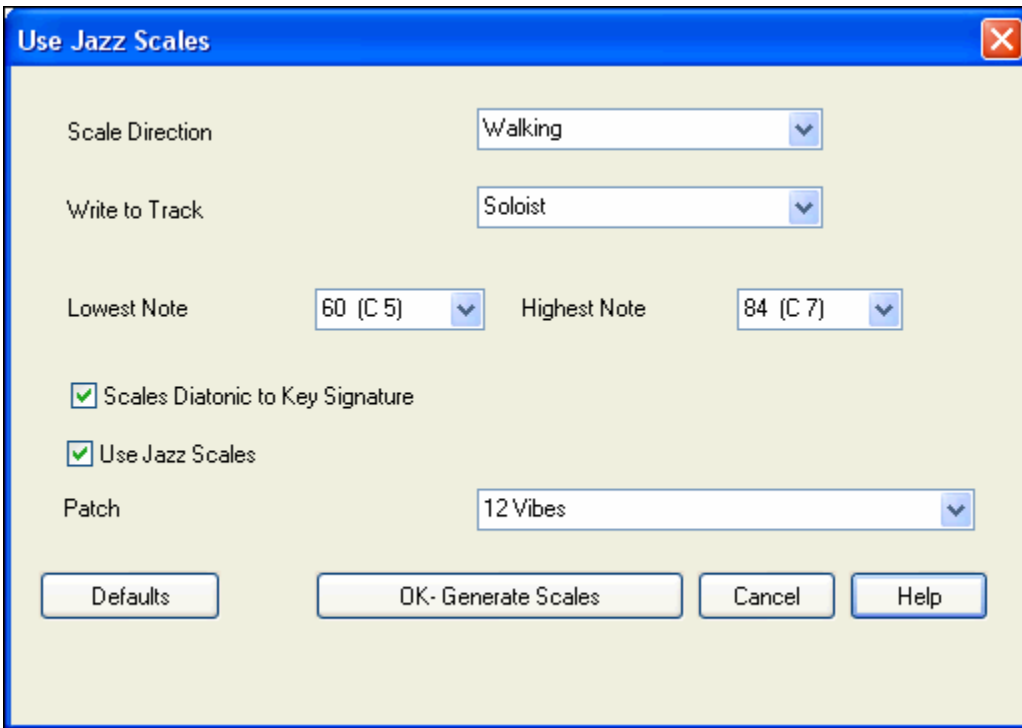 Use Jazz Scales
Scale Direction Walking
Write to Track Soloist
Lowest Note 60 (C 5) Highest Note 84 (C 7)
Scales Diatonic to Key Signature
Use Jazz Scales
Patch 12 Vibes
Defaults OK- Generate Scales Cancel Help